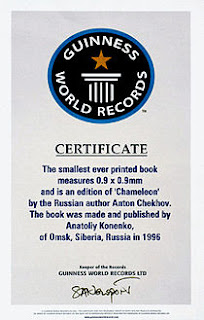 GUINNESS
WORLD RECORDS
CERTIFICATE
The smallest ever printed book
measures 0.9 x 0.9mm
and is an edition of 'Chameleon'
by the Russian author Anton Chekhov.
The book was made and published by
Anatoliy Konenko,
of Omsk, Siberia, Russia in 1996
Keeper of the Records
GUINNESS WORLD RECORDS LTD